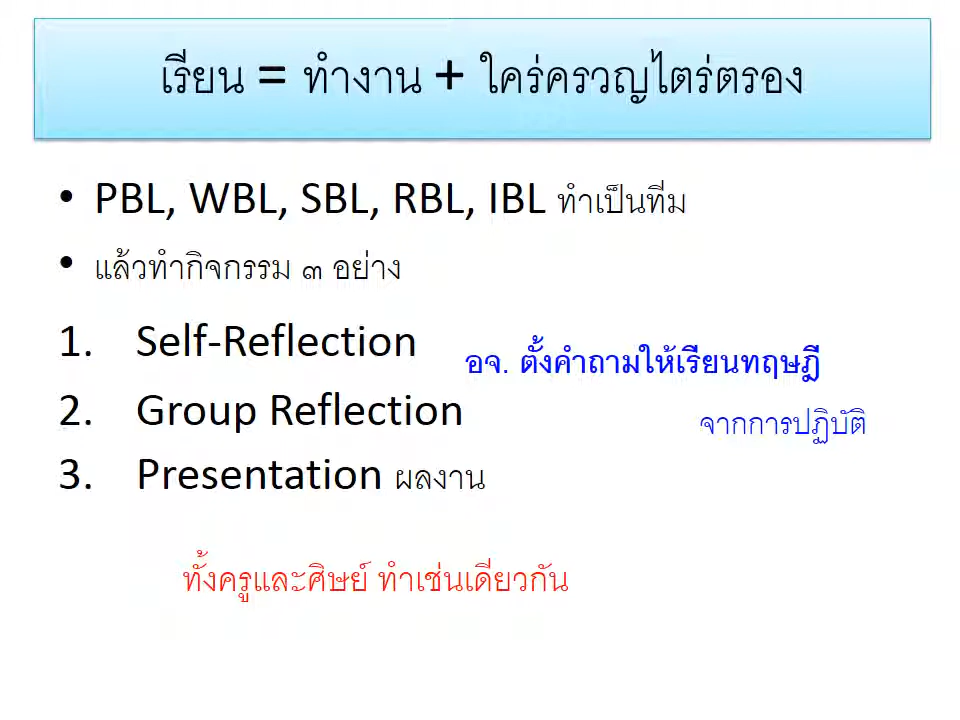 เรียน = ทำงาน + ใคร่ครวญไตร่ตรอง
• PBL, WBL, SBL, RBL, IBL ทำเป็นทีม
• แล้วทำกิจกรรม ๓ อย่าง
1. Self-Reflection
อจ. ตั้งคำถามให้เรียนทฤษฎี
2. Group Reflection
จากการปฏิบัติ
3. Presentation ผลงาน
ทั้งครูและศิษย์ ทำเช่นเดียวกัน